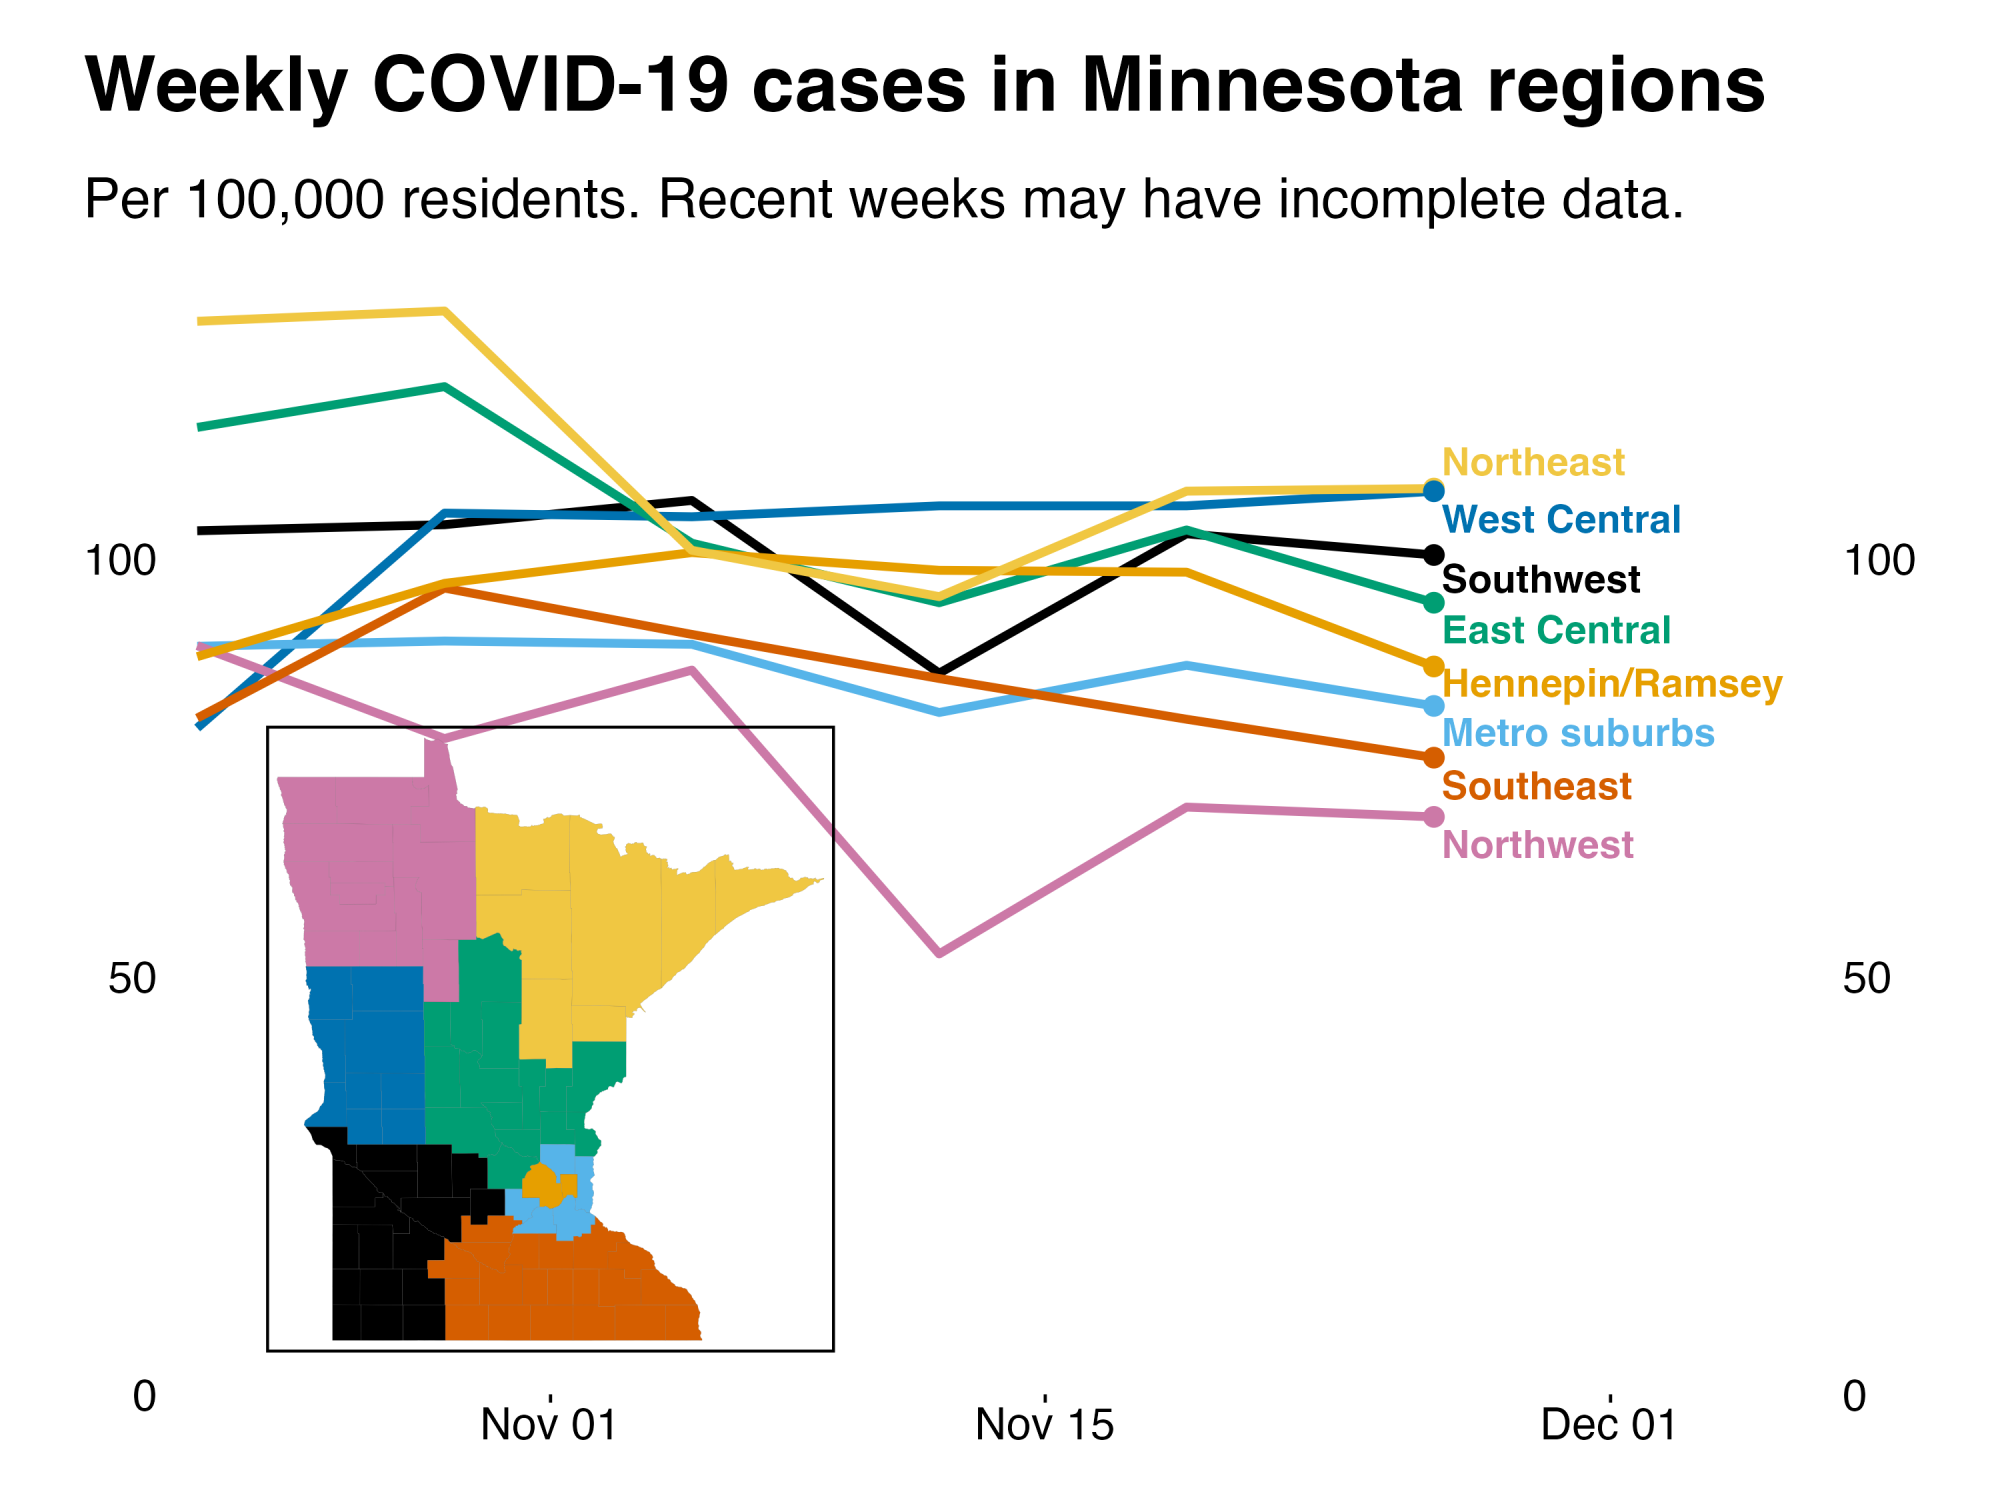 Weekly COVID-19 cases in Minnesota regions
Per 100,000 residents. Recent weeks may have incomplete data.
Northeast
West Central
100
100
Southwest
East Central
Hennepin/Ramsey
Metro suburbs
Southeast
Northwest
50
50
0
0
Nov 01
Nov 15
Dec 01